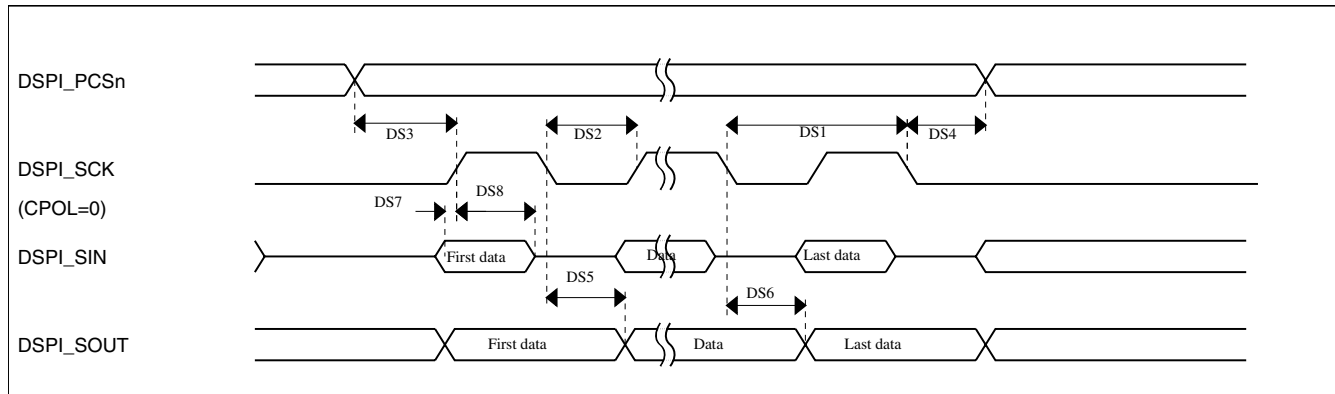 DSPI_PCSn
DS3
DS2
DS1
DS4
DSPI_SCK
(CPOL=0)
DS7
DS8
DSPI_SIN
First data
Data
Last data
DS5
DS6
DSPI_SOUT
First data
Data
Last data